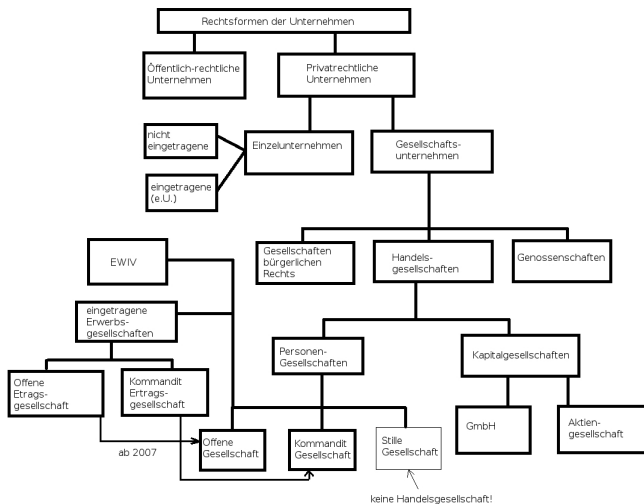 Rechtsformen der Unternehmen
Öffentlich-rechtliche
Unternehmen
Privatrechtliche
Unternehmen
nicht
eingetragene
Einzelunternehmen
Gesellschafts-
unternehmen
eingetragene
(e.U.)
EWIV
Gesellschaften
bürgerlichen
Rechts
Handels-
gesellschaften
Genossenschaften
eingetragene
Erwerbs-
gesellschaften
Personen-
Gesellschaften
Kapitalgesellschaften
Offene
Etrags-
gesellschaft
Kommandit
Ertrags-
gesellschaft
GmbH
Aktien-
gesellschaft
ab 2007
Offene
Gesellschaft
Kommandit
Gesellschaft
Stille
Gesellschaft
keine Handelsgesellschaft!